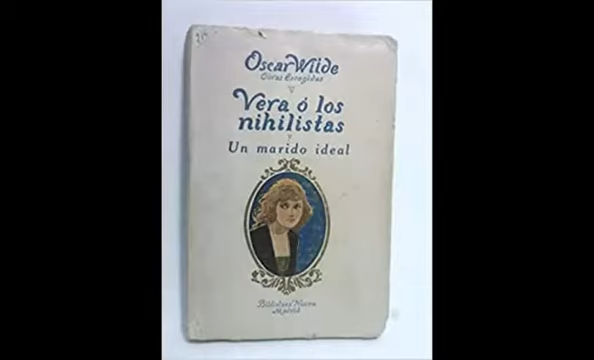 Oscar Wilde
Obras Escogidas
Vera ó los
nihilistas
y
Un marido ideal
Biblioteca Nueva
Madrid